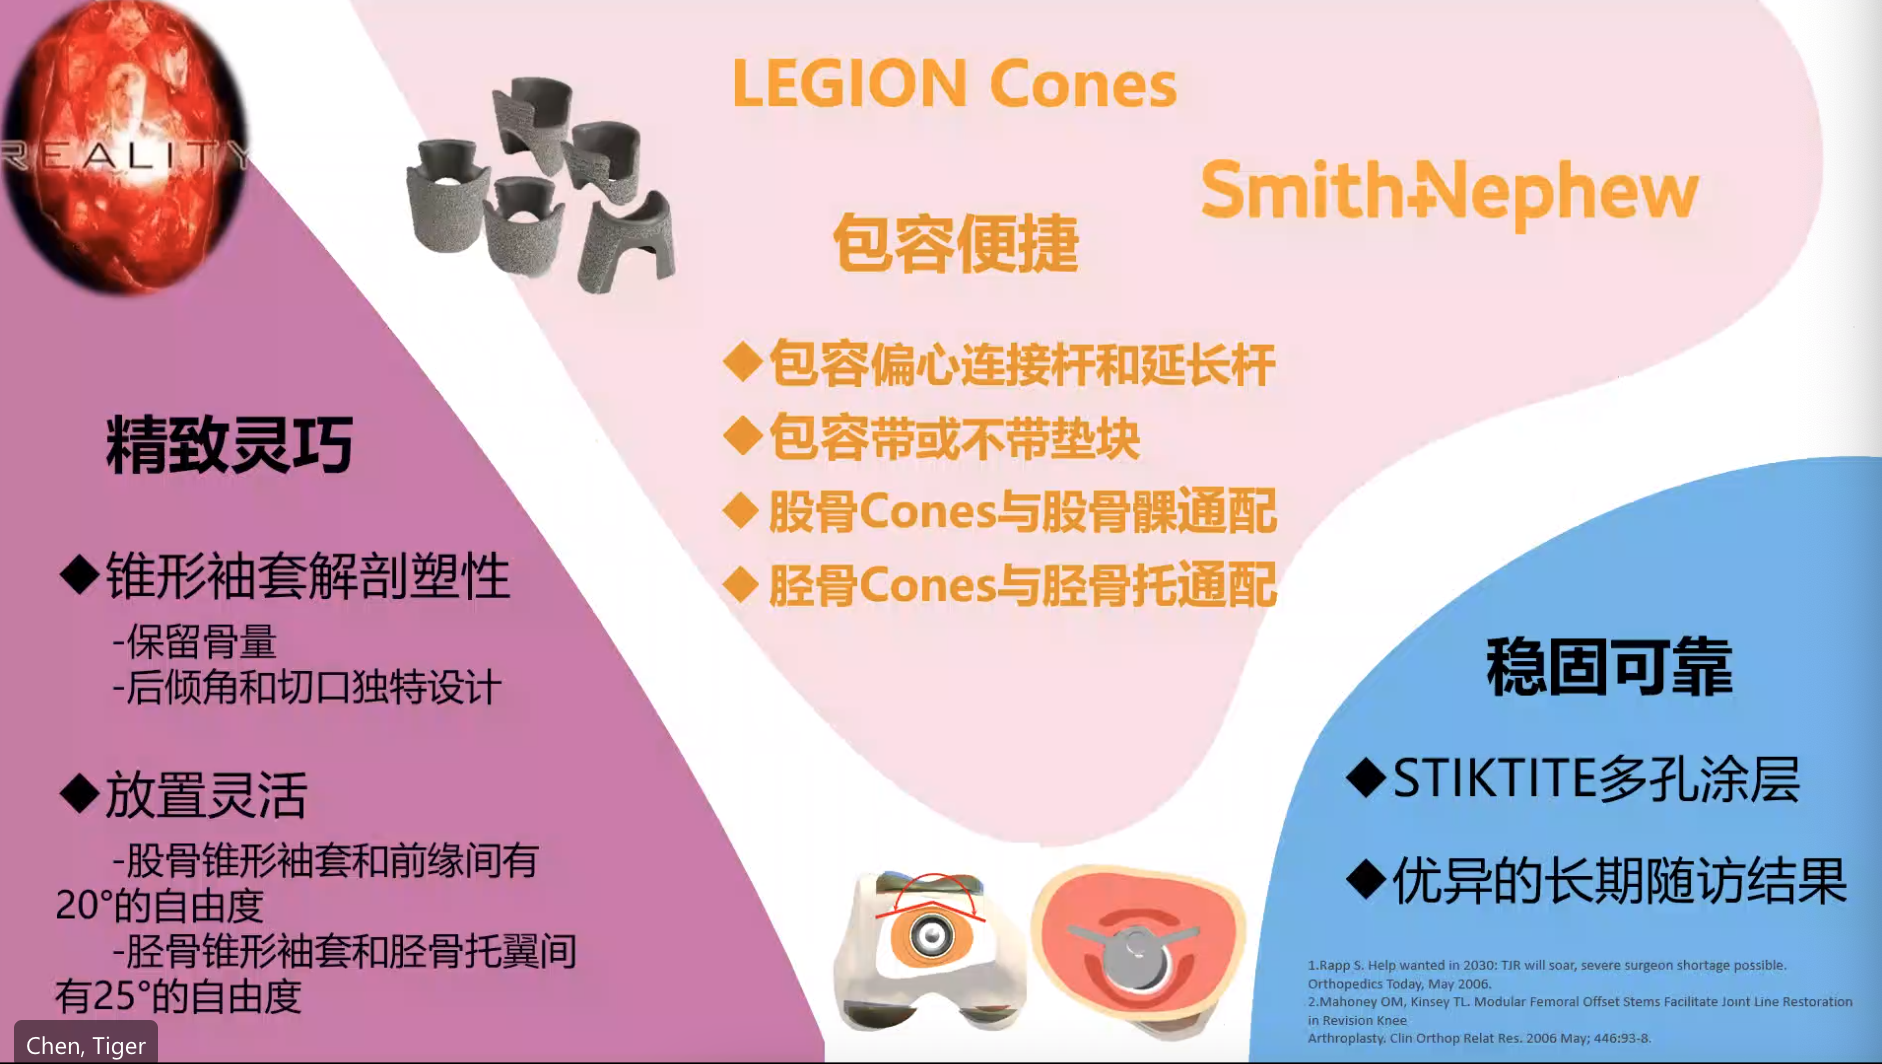 REALITY
LEGION Cones
Smith+Nephew
包容便捷
◆包容偏心连接杆和延长杆
◆包容带或不带垫块
◆股骨Cones与股骨髁通配
◆胫骨Cones与胫骨托通配
精致灵巧
◆锥形袖套解剖塑性
-保留骨量
-后倾角和切口独特设计
◆放置灵活
-股骨锥形袖套和前缘间有
20°的自由度
-胫骨锥形袖套和胫骨托翼间
有25°的自由度
稳固可靠
◆STIKTITE多孔涂层
◆优异的长期随访结果
1.Rapp S. Help wanted in 2030: TJR will soar, severe surgeon shortage possible.
Orthopedics Today, May 2006.
2.Mahoney OM, Kinsey TL. Modular Femoral Offset Stems Facilitate Joint Line Restoration
in Revision Knee
Arthroplasty. Clin Orthop Relat Res. 2006 May; 446:93-8.
Chen, Tiger